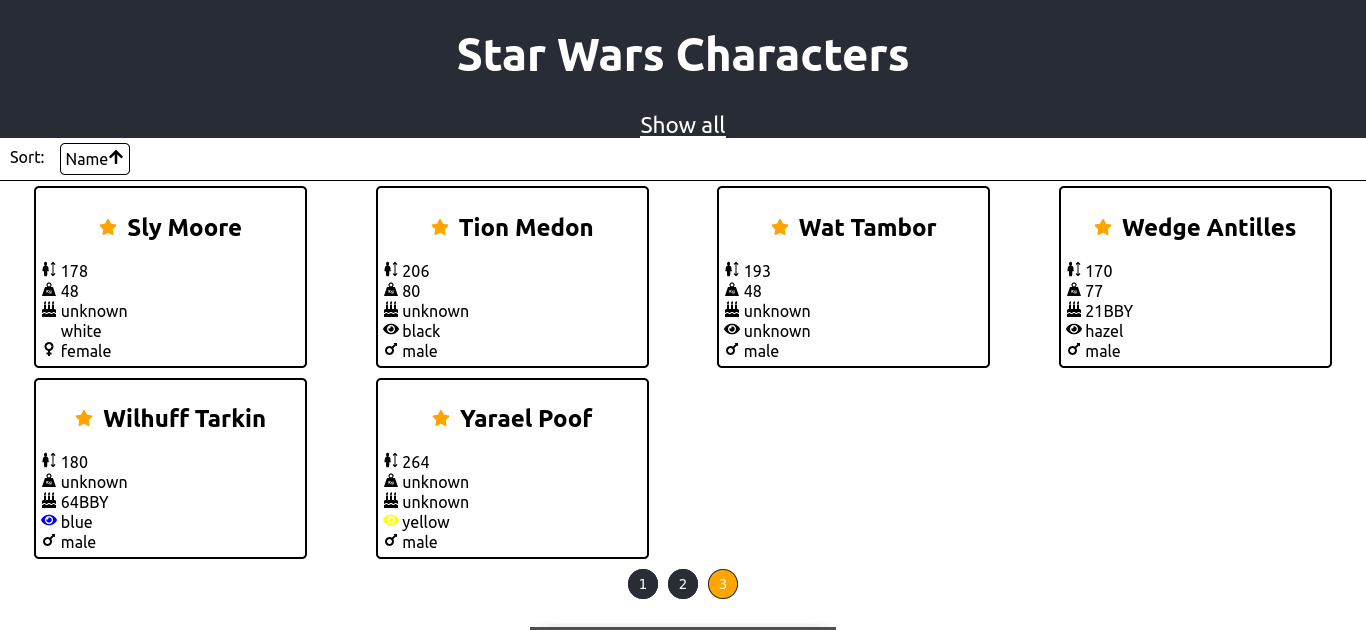 Star Wars Characters
Show all
Sort: Name
Sly Moore
178
48
unknown
white
female
Tion Medon
206
80
unknown
black
male
Wat Tambor
193
48
unknown
unknown
male
Wedge Antilles
170
77
21BBY
hazel
male
Wilhuff Tarkin
180
unknown
64BBY
blue
male
Yarael Poof
264
unknown
unknown
yellow
male
1 2 3